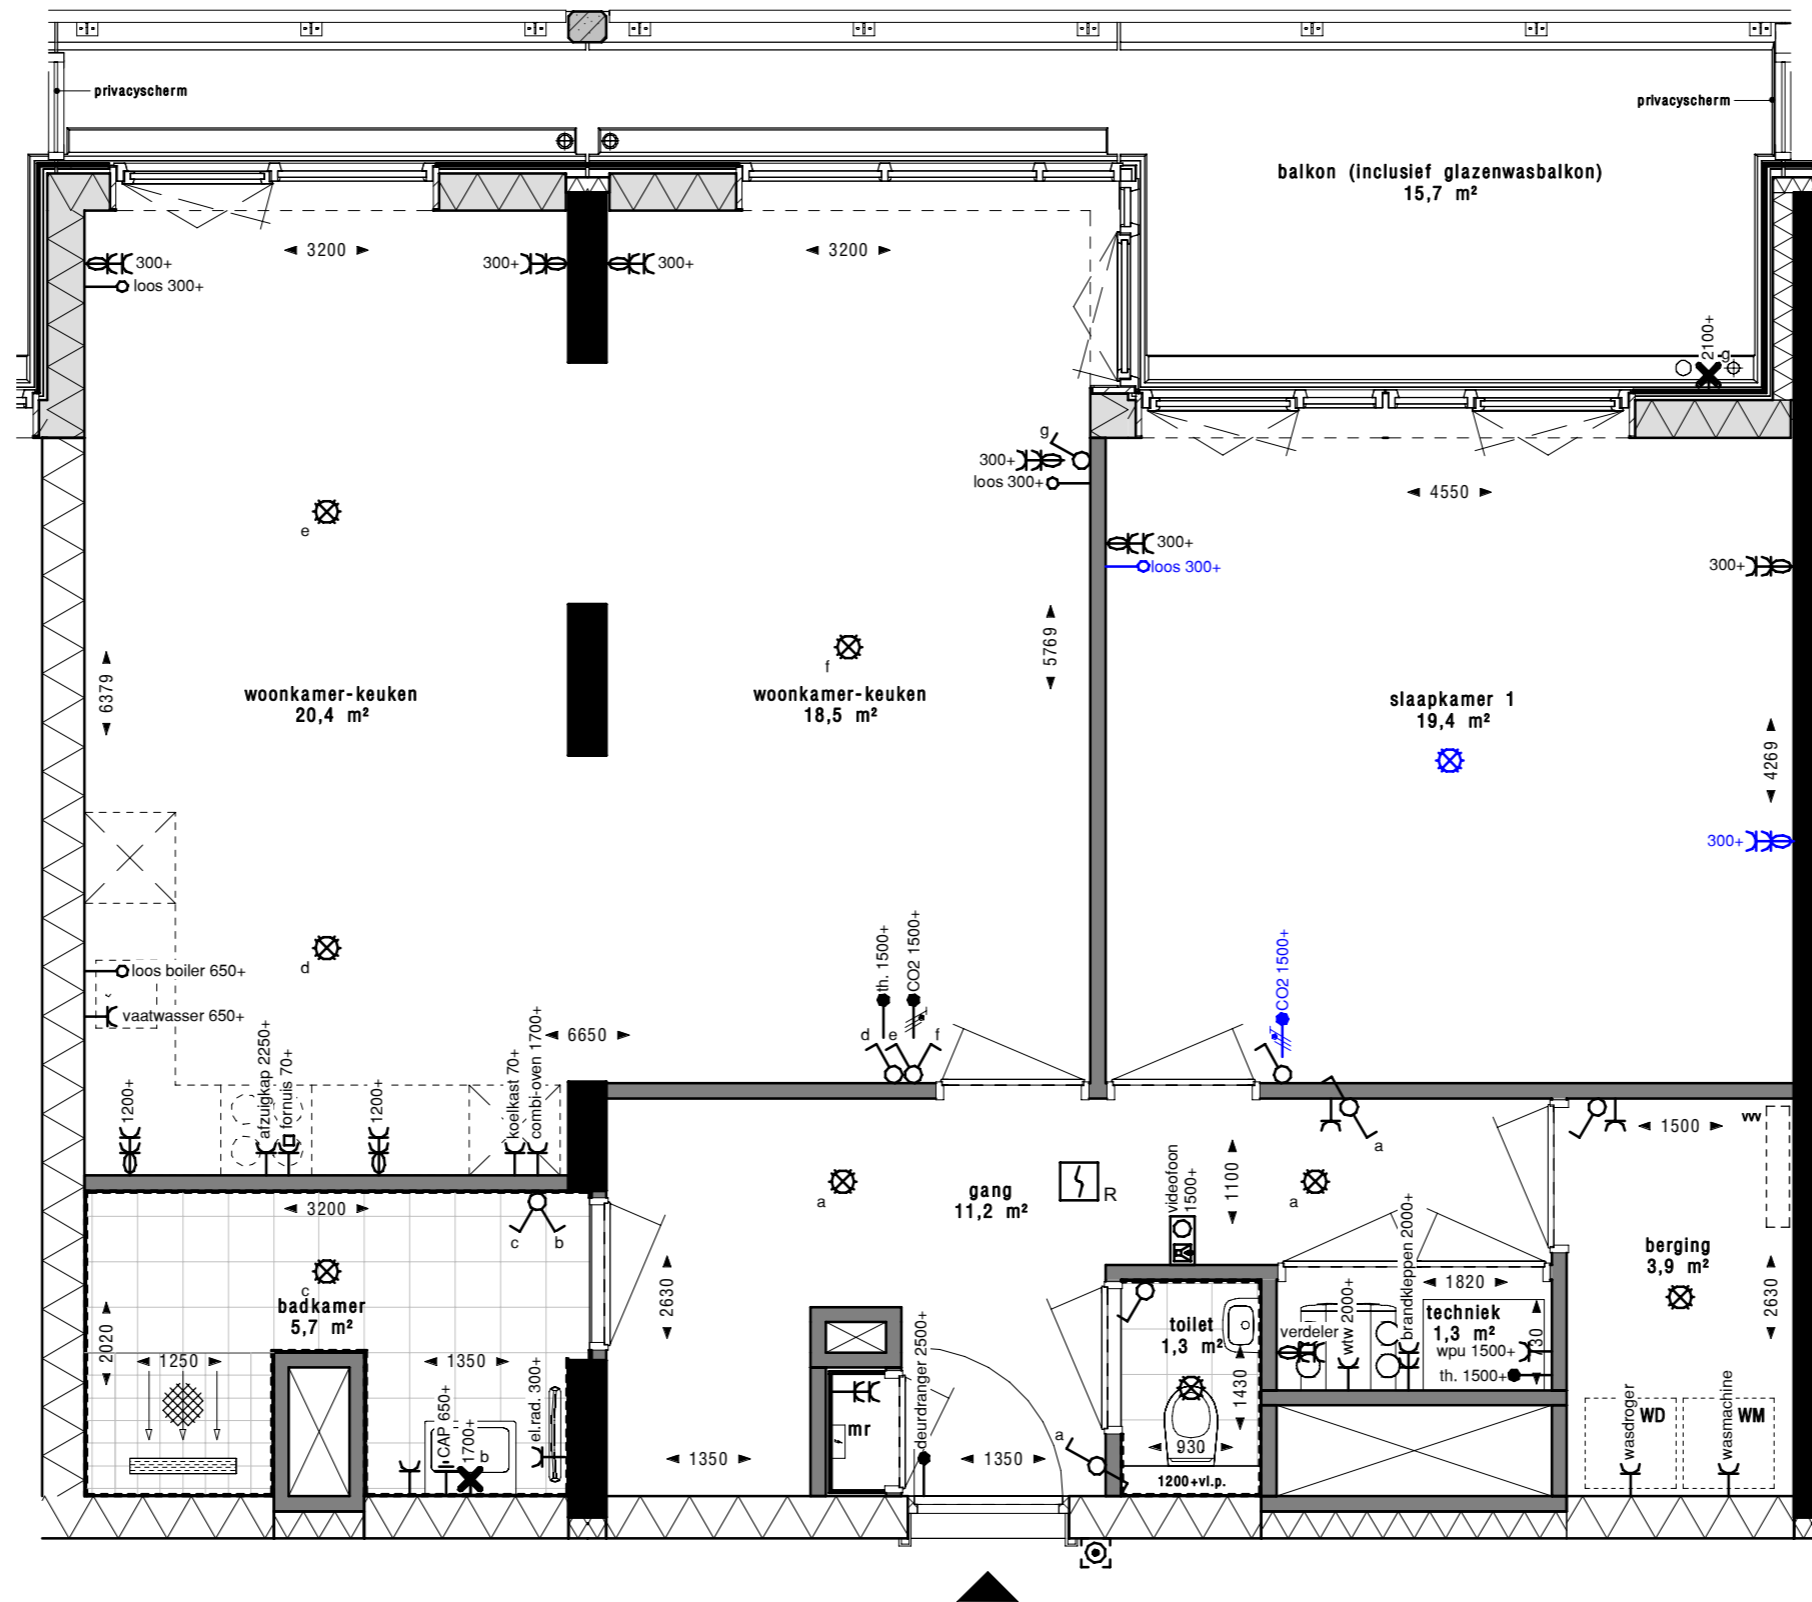 privacyscherm
privacyscherm
balkon (inclusief glazenwasbalkon)
15,7 m²
3200
3200
300+
loos 300+
300+
300+
2100+
g
g
300+
loos 300+
4550
e
300+
loos 300+
300+
f
5769
6379
woonkamer-keuken
20,4 m²
woonkamer-keuken
18,5 m²
slaapkamer 1
19,4 m²
4269
300+
d
loos boiler 650+
vaatwasser 650+
th. 1500+
CO2 1500+
CO2 1500+
d e f
6650
1200+
afzuigkap 2250+
fornuis 70+
1200+
koelkast 70+
combi-oven 1700+
a
1500
vvv
videofoon
1500+
1100
a
gang
11,2 m²
R
a
3200
c b
c
badkamer
5,7 m²
2020
1250
1350
CAP 650+
1700+
b
el.rad. 300+
2630
1350
mr
deurdranger 2500+
1350
a
toilet
1,3 m²
1430
930
1200+vl.p.
verdeler
wtw 2000+
brandkleppen 2000+
1820
techniek
1,3 m²
730
wpu 1500+
th. 1500+
berging
3,9 m²
2630
wasdroger
WD
wasmachine
WM